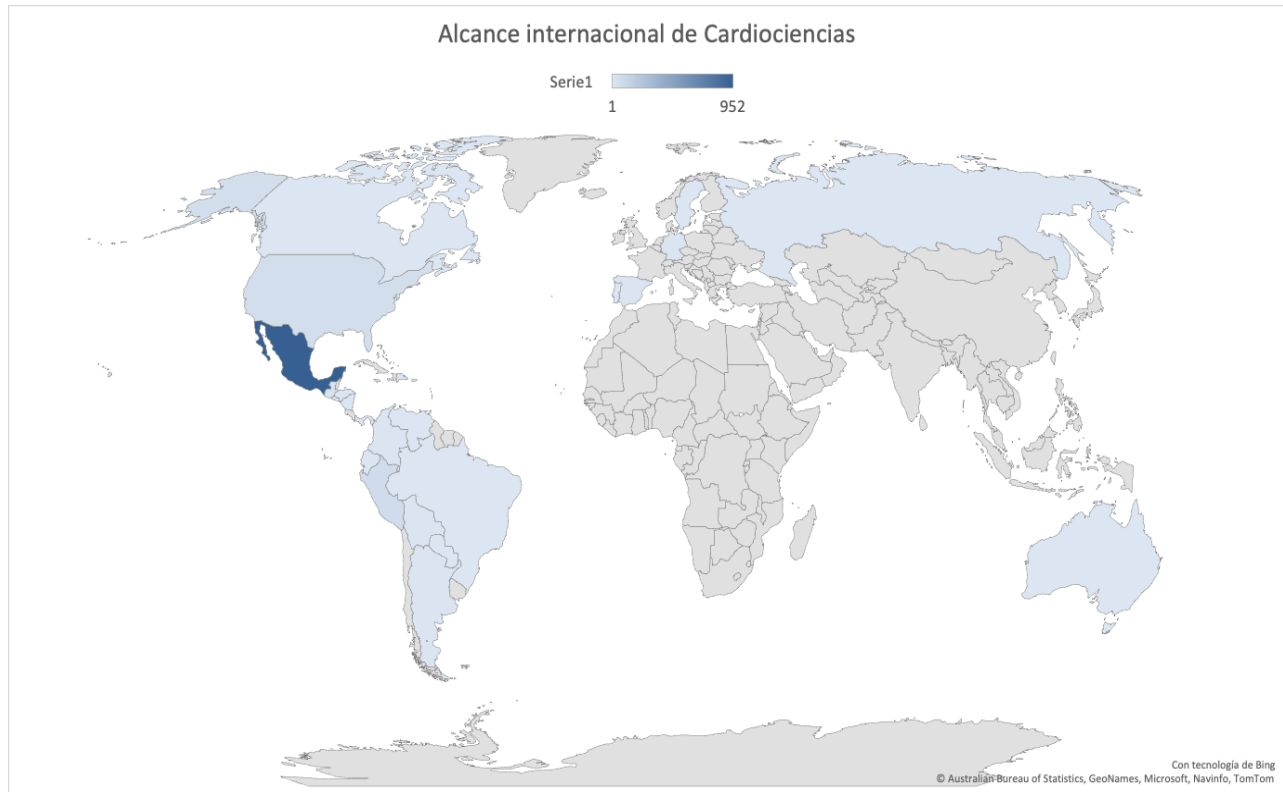 Alcance internacional de Cardiociencias
Serie1
1 952
Con tecnología de Bing
© Australian Bureau of Statistics, GeoNames, Microsoft, Navinfo, TomTom